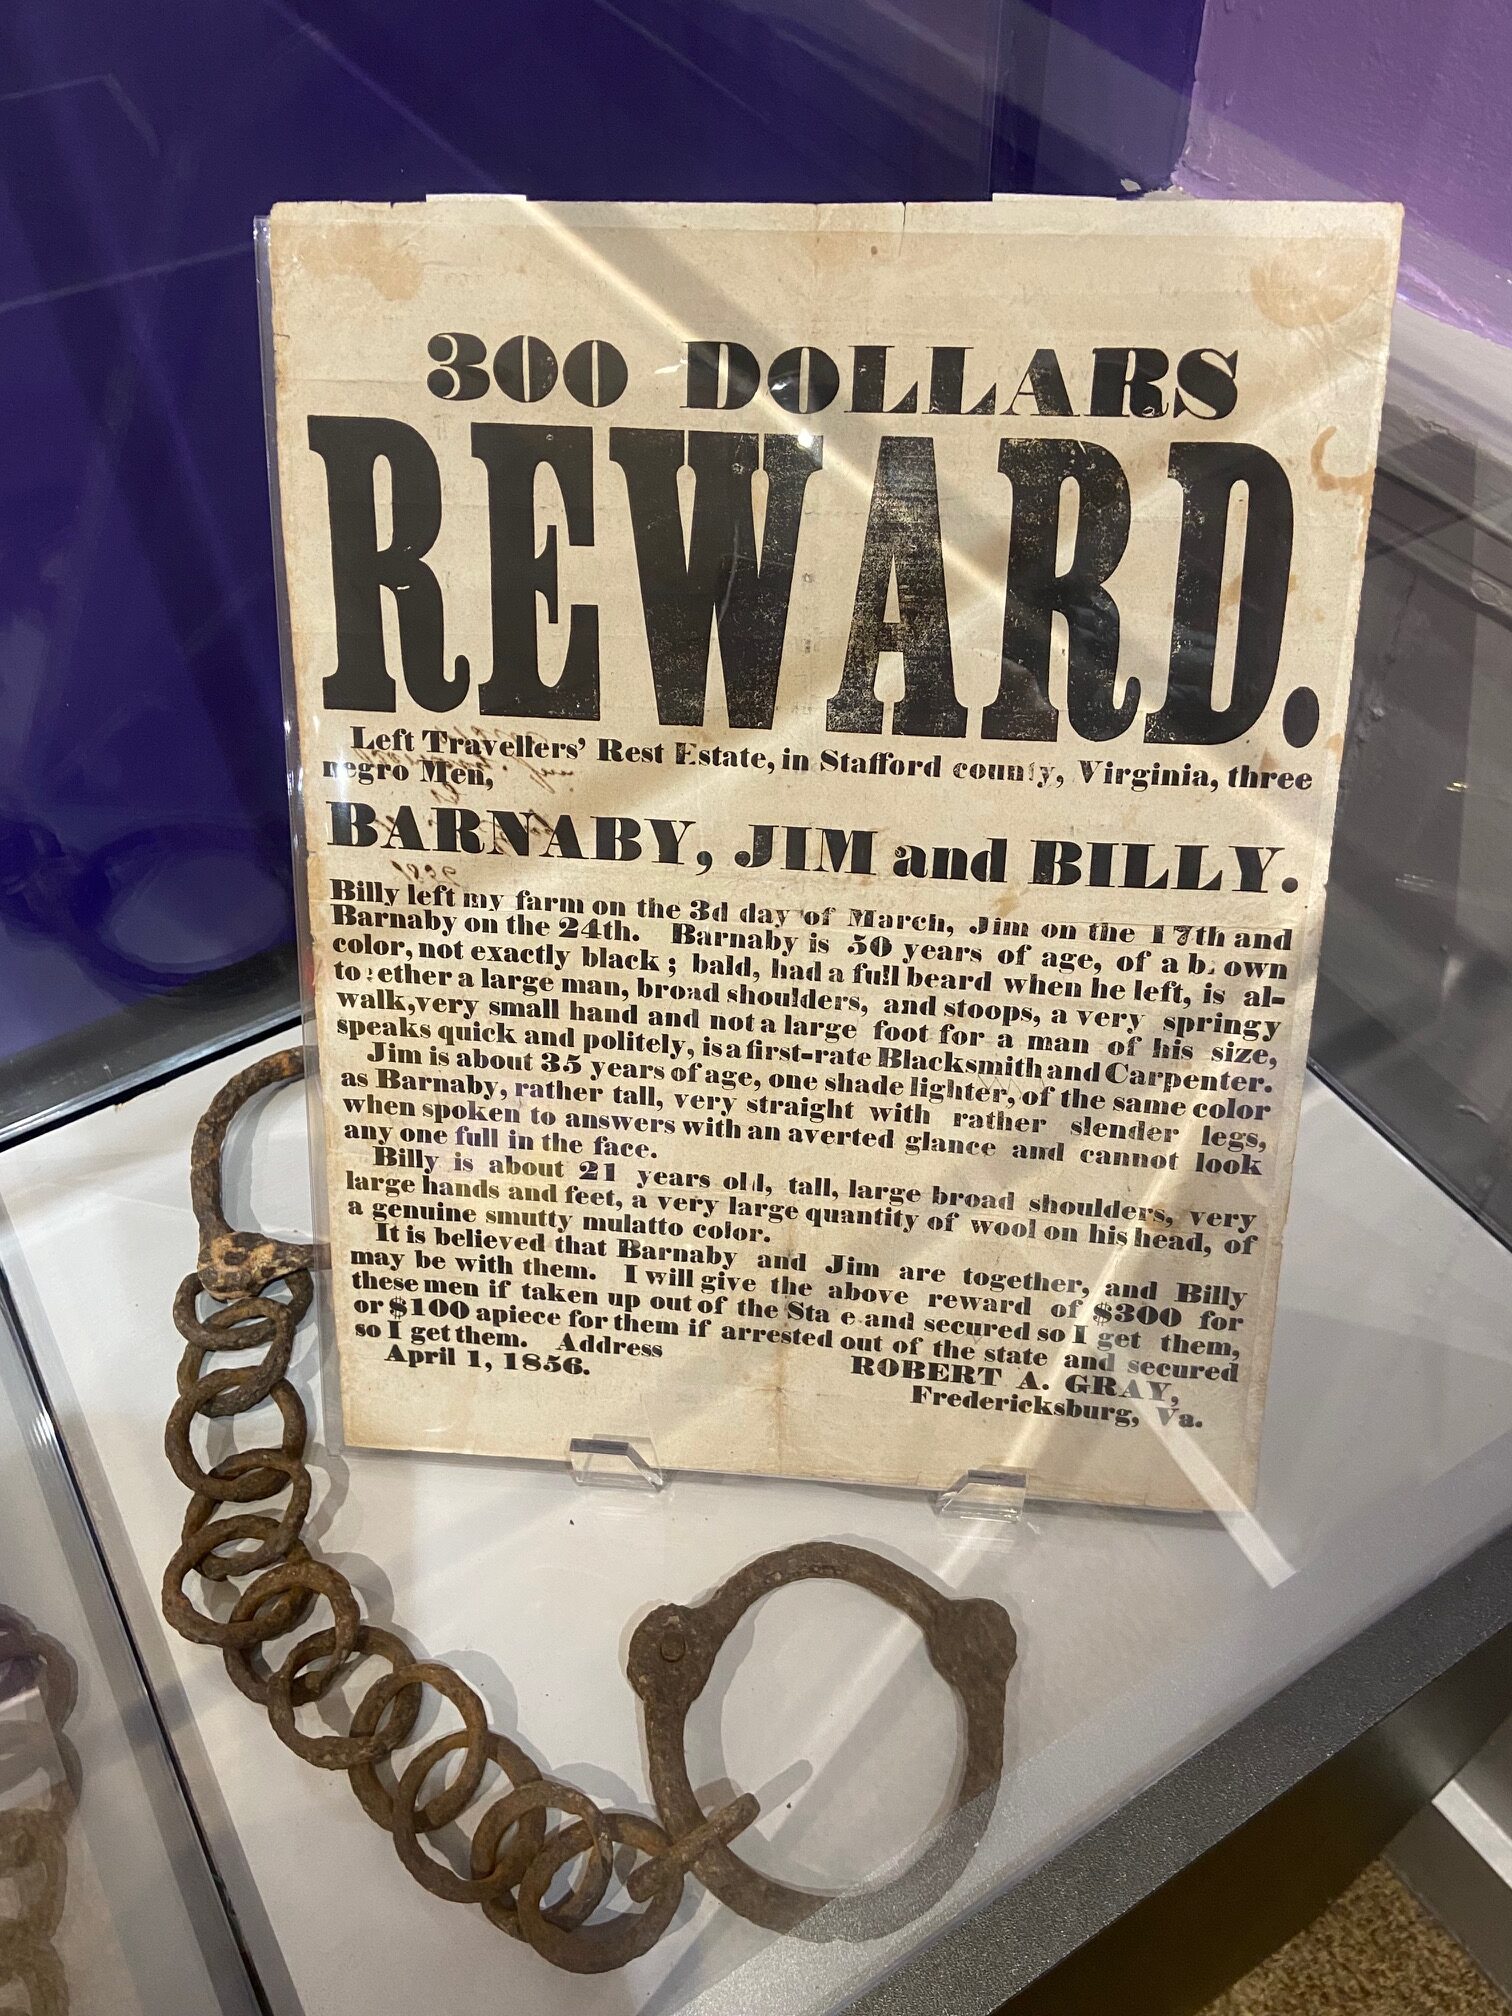 300 DOLLARS
REWARD.
Left Travellers' Rest Estate, in Stafford county, Virginia, three
negro Men,
BARNABY, JIM and BILLY.
Billy left my farm on the 3d day of March, Jim on the 17th and
Barnaby on the 24th. Barnaby is 50 years of age, of a b own
color, not exactly black; bald, had a full beard when he left, is al-
to ether a large man, broad shoulders, and stoops, a very springy
walk, very small hand and not a large foot for a man of his size,
speaks quick and politely, is a first-rate Blacksmith and Carpenter.
Jim is about 35 years of age, one shade lighter, of the same color
as Barnaby, rather tall, very straight with rather slender legs,
when spoken to answers with an averted glance and cannot look
any one full in the face.
Billy is about 21 years old, tall, large broad shoulders, very
large hands and feet, a very large quantity of wool on his head, of
a genuine smutty mulatto color.
It is believed that Barnaby and Jim are together, and Billy
may be with them. I will give the above reward of $300 for
these men if taken up out of the Sta e and secured so I get them,
or $100 apiece for them if arrested out of the state and secured
so I get them. Address
ROBERT A. GRAY,
April 1, 1856.
Fredericksburg, Va.